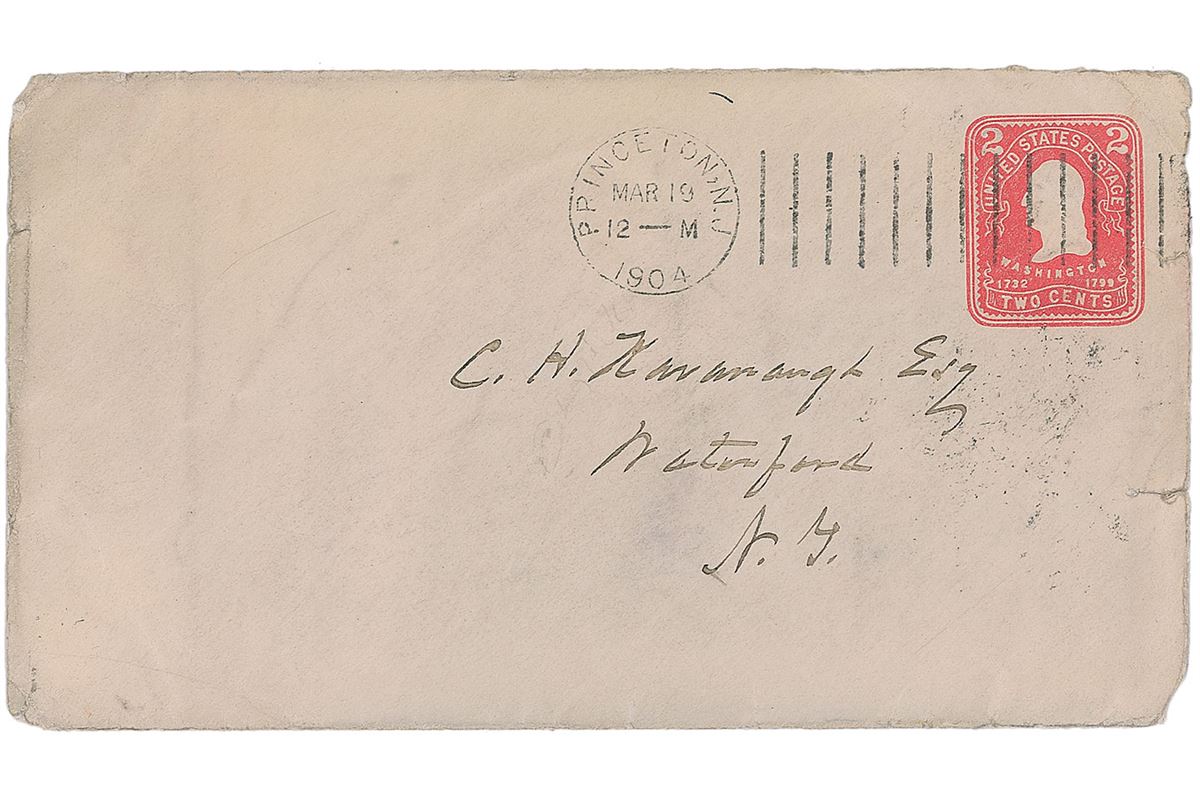 PRINCETON, N.J
MAR 19
12 — M
1904
2 2
UNITED STATES POSTAGE
WASHINGTON
1732 1799
TWO CENTS
C. H. Kavanaugh Esq
Waterford
N. Y.